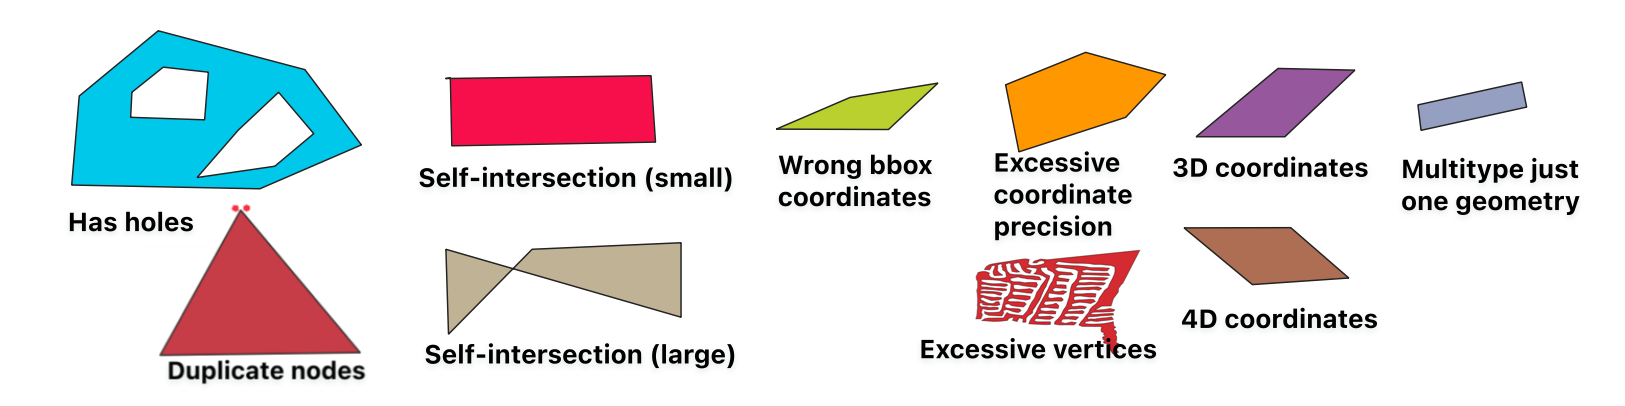 Has holes
Self-intersection (small)
Wrong bbox
coordinates
Excessive
coordinate
precision
3D coordinates
Multitype just
one geometry
Duplicate nodes
Self-intersection (large)
Excessive vertices
4D coordinates